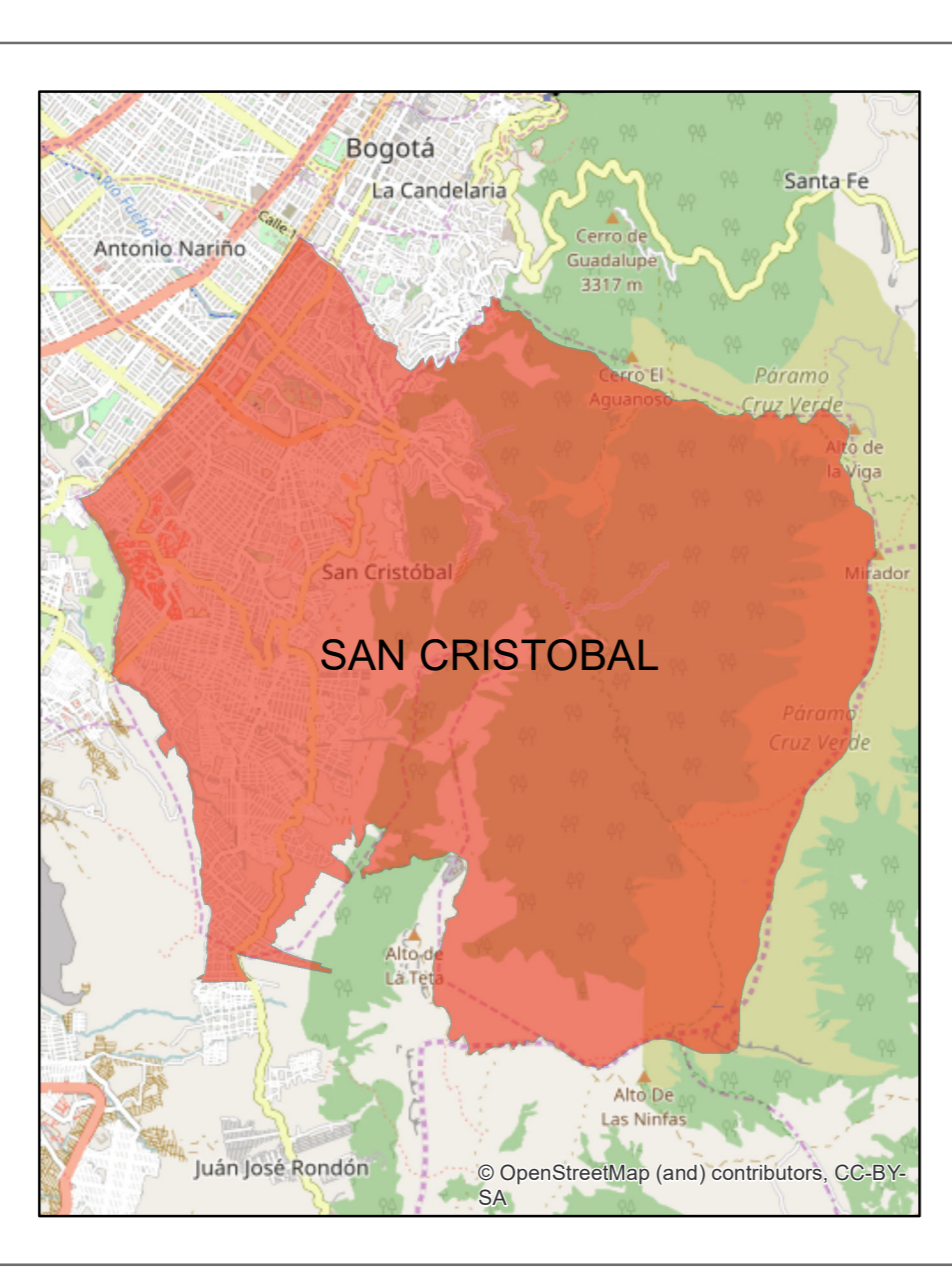 Bogotá
La Candelaria
Santa Fe
Río Fucha
Calle 1
Antonio Nariño
Cerro de
Guadalupe
3317 m
Cerro El
Aguanoso
Páramo
Cruz Verde
Alto de
la Viga
San Cristóbal
Mirador
SAN CRISTOBAL
Páramo
Cruz Verde
Alto de
La Teta
Alto De
Las Ninfas
Juán José Rondón
© OpenStreetMap (and) contributors, CC-BY-
SA